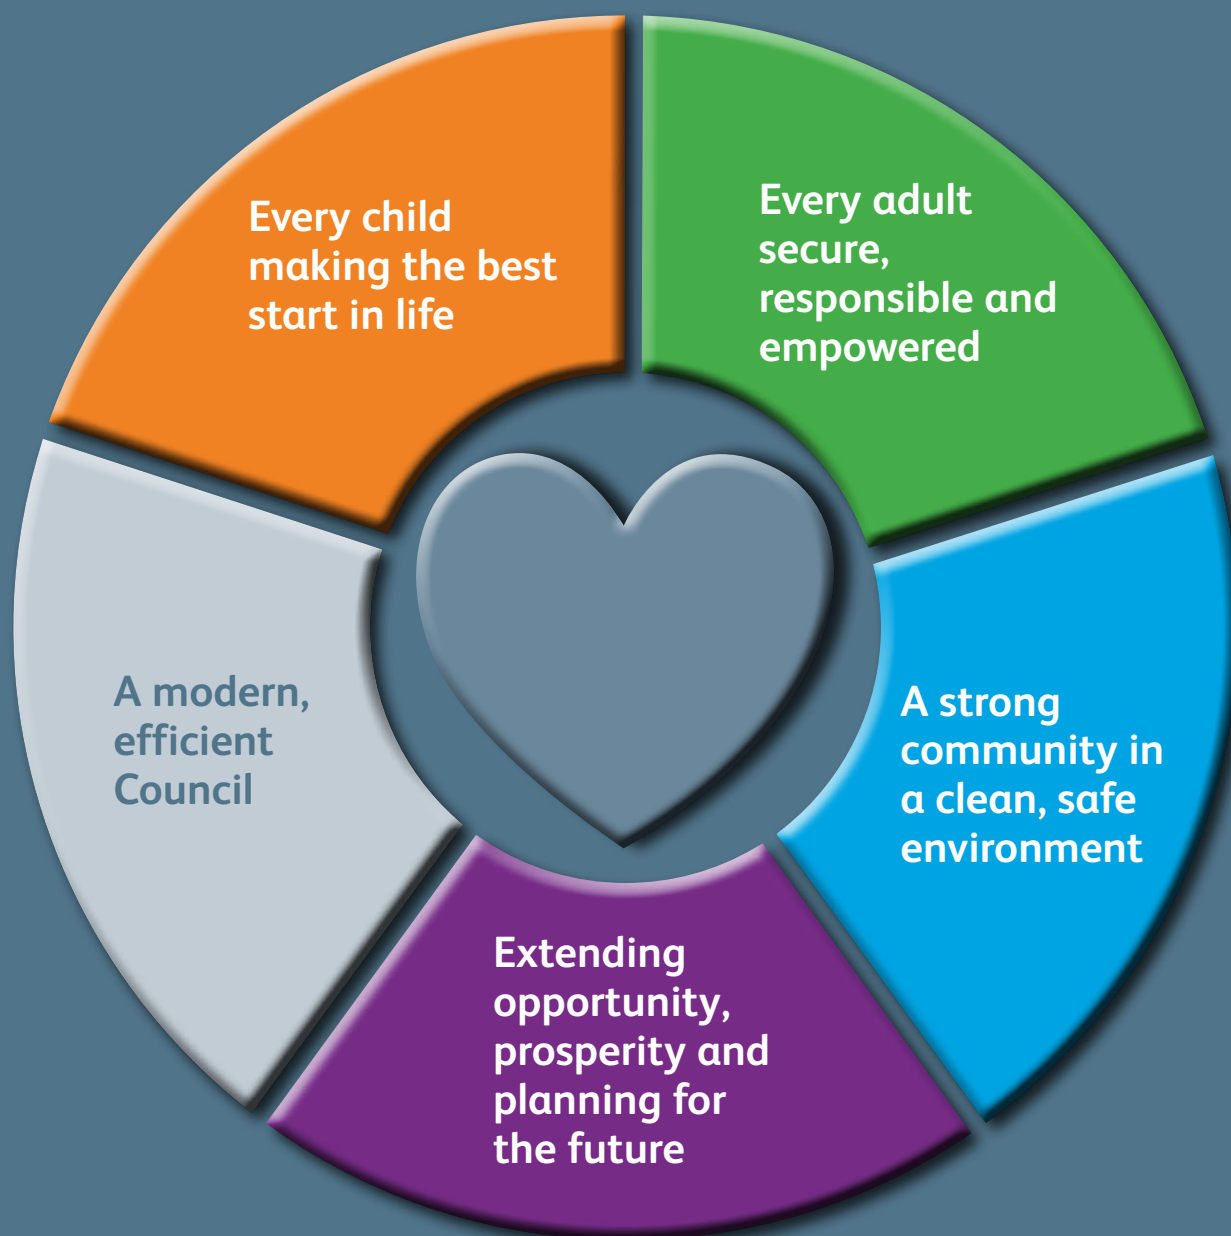 Every child
making the best
start in life
Every adult
secure,
responsible and
empowered
A strong
community in
a clean, safe
environment
Extending
opportunity,
prosperity and
planning for
the future
A modern,
efficient
Council